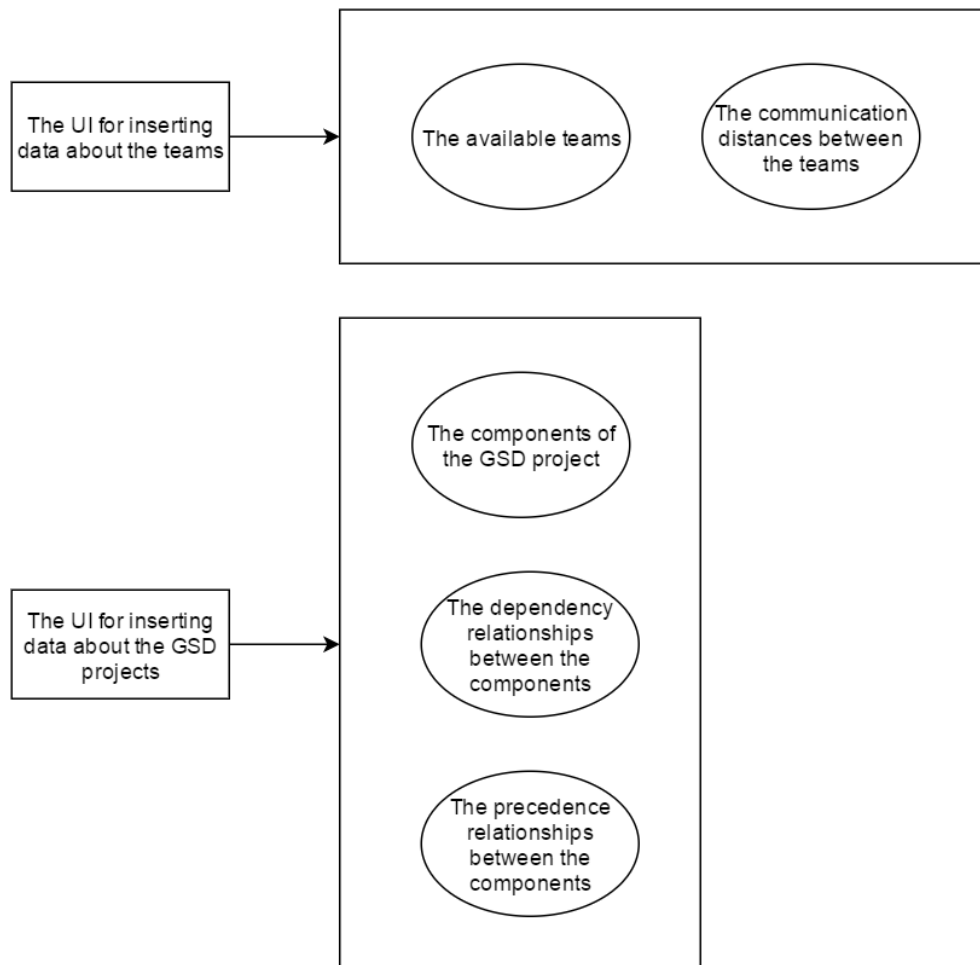 The UI for inserting
data about the teams
The available teams
The communication
distances between
the teams
The components of
the GSD project
The UI for inserting
data about the GSD
projects
The dependency
relationships
between the
components
The precedence
relationships
between the
components